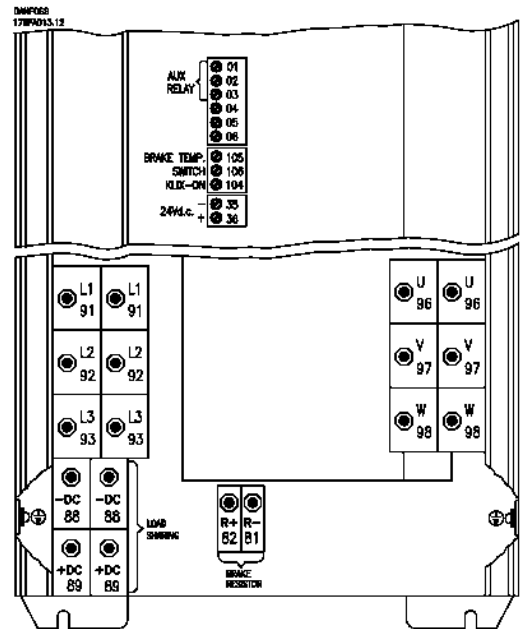 DANFOSS
178FA013.12
AUX
RELAY
01
02
03
04
05
06
BRAKE TEMP. 105
SWITCH 106
KLIX-ON 104
24Vd.c. - 35
+ 36
L1 L1
91 91
L2 L2
92 92
L3 L3
93 93
-DC -DC
88 88
+DC +DC
89 89
LOAD
SHARING
R+ R-
82 81
BRAKE
RESISTOR
U U
96 96
V V
97 97
W W
98 98